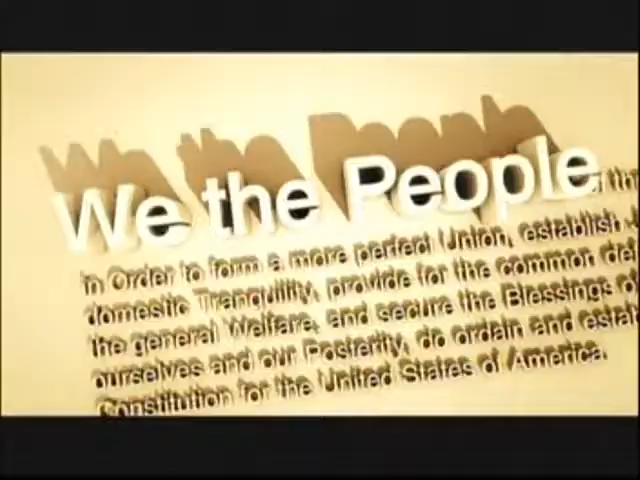 We the People
in Order to form a more perfect Union, establish
domestic Tranquility, provide for the common def
the general Welfare, and secure the Blessings of
ourselves and our Posterity, do ordain and estab
Constitution for the United States of America.